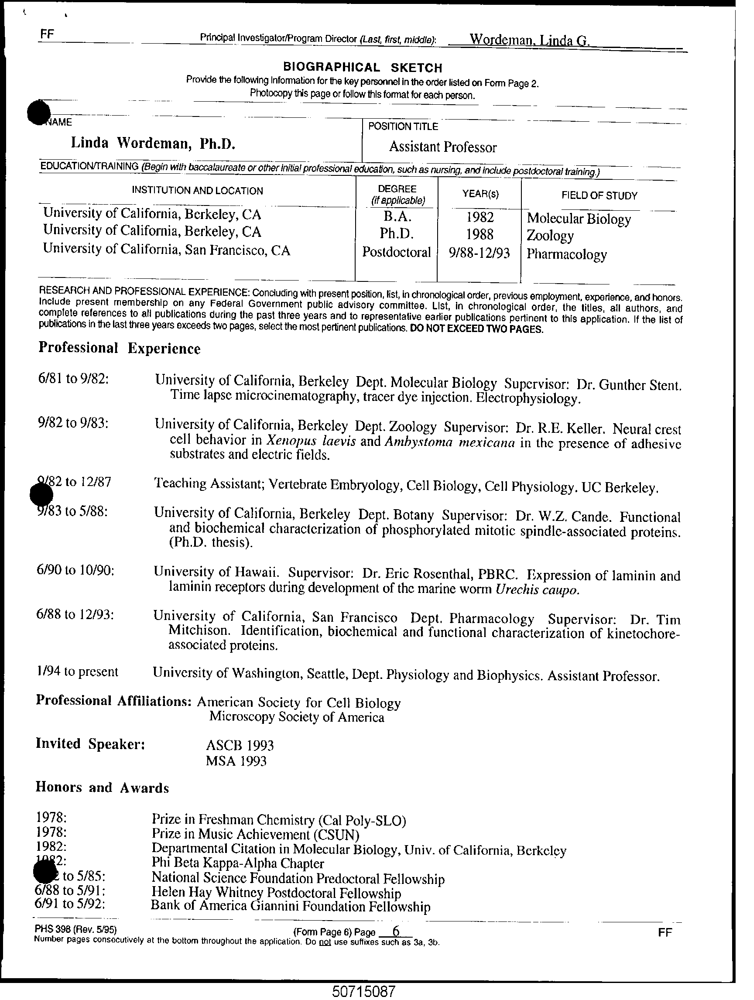 FF
Principal Investigator/Program Director (Last, first, middle): Wordeman, Linda G.
BIOGRAPHICAL SKETCH
Provide the following information for the key personnel in the order listed on Form Page 2.
Photocopy this page or follow this format for each person.
NAME
POSITION TITLE
Linda Wordeman, Ph.D.
Assistant Professor
EDUCATION/TRAINING (Begin with baccalaureate or other initial professional education, such as nursing, and include postdoctoral training.)
INSTITUTION AND LOCATION DEGREE (if applicable) YEAR(s) FIELD OF STUDY
University of California, Berkeley, CA B.A. 1982 Molecular Biology
University of California, Berkeley, CA Ph.D. 1988 Zoology
University of California, San Francisco, CA Postdoctoral 9/88-12/93 Pharmacology
RESEARCH AND PROFESSIONAL EXPERIENCE: Concluding with present position, list, in chronological order, previous employment, experience, and honors.
Include present membership on any Federal Government public advisory committee. List, in chronological order, the titles, all authors, and
complete references to all publications during the past three years and to representative earlier publications pertinent to this application. If the list of
publications in the last three years exceeds two pages, select the most pertinent publications. DO NOT EXCEED TWO PAGES.
Professional Experience
6/81 to 9/82: University of California, Berkeley Dept. Molecular Biology Supervisor: Dr. Gunther Stent.
Time lapse microcinematography, tracer dye injection. Electrophysiology.
9/82 to 9/83: University of California, Berkeley Dept. Zoology Supervisor: Dr. R.E. Keller. Neural crest
cell behavior in Xenopus laevis and Ambystoma mexicana in the presence of adhesive
substrates and electric fields.
9/82 to 12/87 Teaching Assistant; Vertebrate Embryology, Cell Biology, Cell Physiology. UC Berkeley.
9/83 to 5/88: University of California, Berkeley Dept. Botany Supervisor: Dr. W.Z. Cande. Functional
and biochemical characterization of phosphorylated mitotic spindle-associated proteins.
(Ph.D. thesis).
6/90 to 10/90: University of Hawaii. Supervisor: Dr. Eric Rosenthal, PBRC. Expression of laminin and
laminin receptors during development of the marine worm Urechis caupo.
6/88 to 12/93: University of California, San Francisco Dept. Pharmacology Supervisor: Dr. Tim
Mitchison. Identification, biochemical and functional characterization of kinetochore-
associated proteins.
1/94 to present University of Washington, Seattle, Dept. Physiology and Biophysics. Assistant Professor.
Professional Affiliations: American Society for Cell Biology
Microscopy Society of America
Invited Speaker: ASCB 1993
MSA 1993
Honors and Awards
1978: Prize in Freshman Chemistry (Cal Poly-SLO)
1978: Prize in Music Achievement (CSUN)
1982: Departmental Citation in Molecular Biology, Univ. of California, Berkeley
1982: Phi Beta Kappa-Alpha Chapter
to 5/85: National Science Foundation Predoctoral Fellowship
6/88 to 5/91: Helen Hay Whitney Postdoctoral Fellowship
6/91 to 5/92: Bank of America Giannini Foundation Fellowship
PHS 398 (Rev. 5/95) (Form Page 6) Page 6 FF
Number pages consecutively at the bottom throughout the application. Do not use suffixes such as 3a, 3b.
50715087